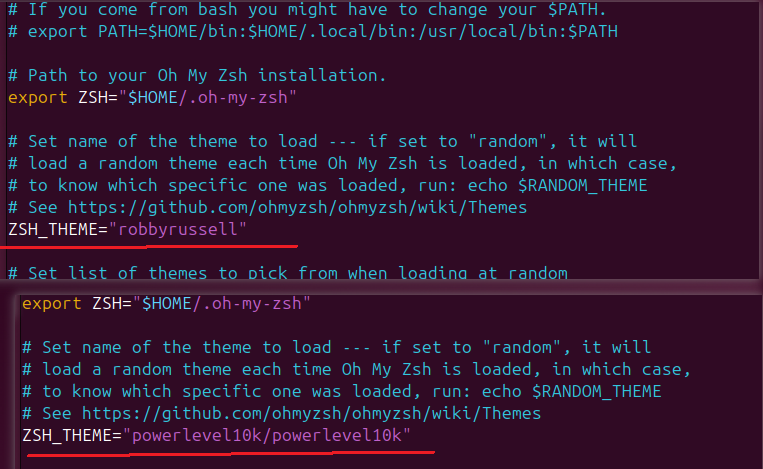 # If you come from bash you might have to change your $PATH.
# export PATH=$HOME/bin:$HOME/.local/bin:/usr/local/bin:$PATH
# Path to your Oh My Zsh installation.
export ZSH="$HOME/.oh-my-zsh"
# Set name of the theme to load --- if set to "random", it will
# load a random theme each time Oh My Zsh is loaded, in which case,
# to know which specific one was loaded, run: echo $RANDOM_THEME
# See https://github.com/ohmyzsh/ohmyzsh/wiki/Themes
ZSH_THEME="robbyrussell"
# Set list of themes to pick from when loading at random
export ZSH="$HOME/.oh-my-zsh"
# Set name of the theme to load --- if set to "random", it will
# load a random theme each time Oh My Zsh is loaded, in which case,
# to know which specific one was loaded, run: echo $RANDOM_THEME
# See https://github.com/ohmyzsh/ohmyzsh/wiki/Themes
ZSH_THEME="powerlevel10k/powerlevel10k"